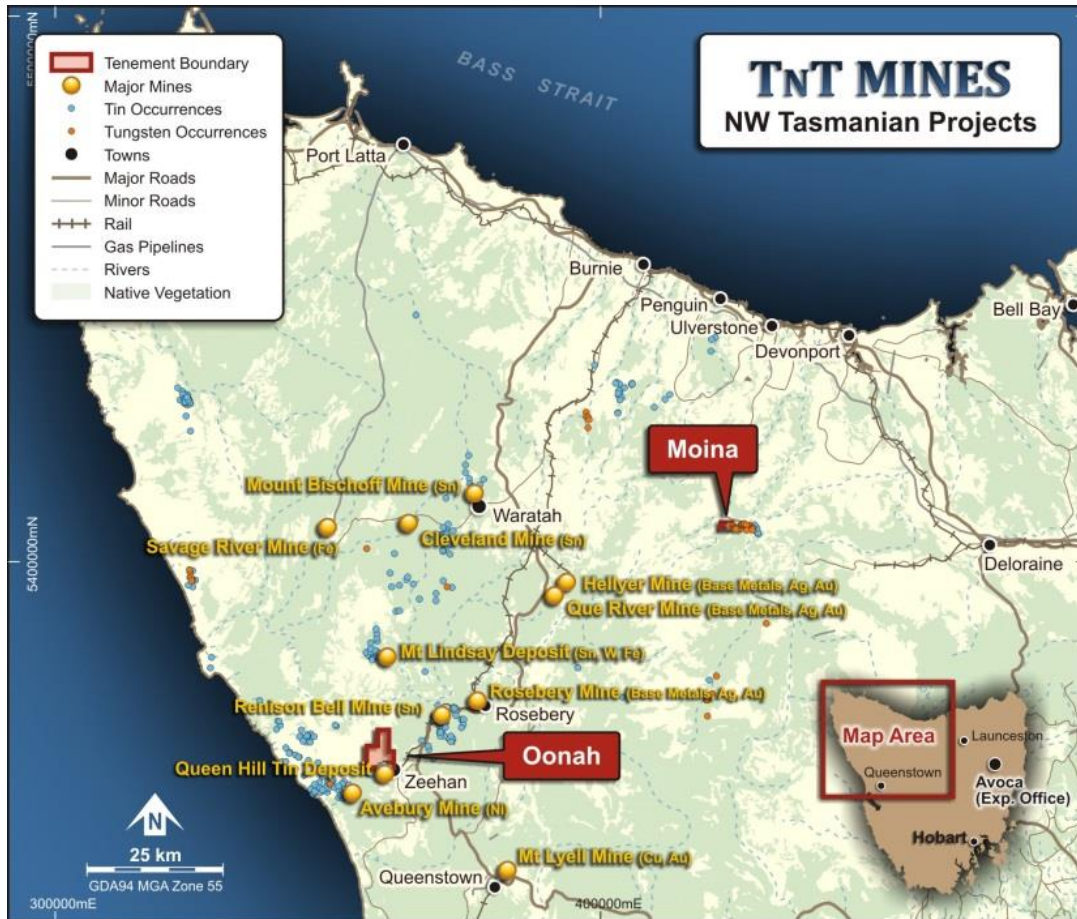 5500000mN
Tenement Boundary
Major Mines
Tin Occurrences
Tungsten Occurrences
Towns
Major Roads
Minor Roads
Rail
Gas Pipelines
Rivers
Native Vegetation
BASS STRAIT
TNT MINES
NW Tasmanian Projects
Port Latta
Burnie
Penguin
Ulverstone
Devonport
Bell Bay
Moina
Mount Bischoff Mine (Sn)
Waratah
Savage River Mine (Fe)
Cleveland Mine (Sn)
Deloraine
5400000mN
Hellyer Mine (Base Metals, Ag, Au)
Que River Mine (Base Metals, Ag, Au)
Mt Lindsay Deposit (Sn, W, Fe)
Rosebery Mine (Base Metals, Ag, Au)
Renison Bell Mine (Sn)
Rosebery
Oonah
Queen Hill Tin Deposit
Zeehan
Avebury Mine (Ni)
Map Area
Launceston
Queenstown
Avoca
(Exp. Office)
Hobart
N
25 km
GDA94 MGA Zone 55
Mt Lyell Mine (Cu, Au)
Queenstown
300000mE
400000mE